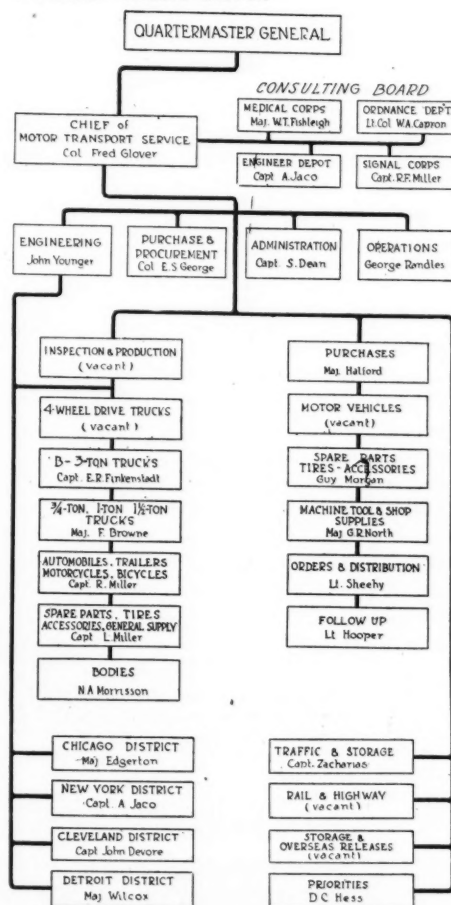 QUARTERMASTER GENERAL
CONSULTING BOARD
MEDICAL CORPS
Maj. W.T. Fishleigh
ORDNANCE DEPT.
Lt. Col W.A. Capron
CHIEF of
MOTOR TRANSPORT SERVICE
Col Fred Glover
ENGINEER DEPOT
Capt A. Jaco
SIGNAL CORPS
Capt. R.F. Miller
ENGINEERING
John Younger
PURCHASE &
PROCUREMENT
Col E.S George
ADMINISTRATION
Capt S. Dean
OPERATIONS
George Randles
INSPECTION & PRODUCTION
(vacant)
4-WHEEL DRIVE TRUCKS
(vacant)
B-3-TON TRUCKS
Capt. E.R. Finkenstadt
3/4-TON, 1-TON 1 1/2-TON
TRUCKS
Maj. F. Browne
AUTOMOBILES, TRAILERS
MOTORCYCLES, BICYCLES
Capt R. Miller
SPARE PARTS, TIRES
ACCESSORIES, GENERAL SUPPLY
Capt L. Miller
BODIES
N.A Morrisson
PURCHASES
Maj. Halford
MOTOR VEHICLES
(vacant)
SPARE PARTS
TIRES - ACCESSORIES
Guy Morgan
MACHINE TOOL & SHOP
SUPPLIES
Maj G.R. North
ORDERS & DISTRIBUTION
Lt. Sheehy
FOLLOW UP
Lt Hooper
CHICAGO DISTRICT
Maj Edgerton
NEW YORK DISTRICT
Capt. A Jaco
CLEVELAND DISTRICT
Capt John Devore
DETROIT DISTRICT
Maj Wilcox
TRAFFIC & STORAGE
Capt. Zacharias
RAIL & HIGHWAY
(vacant)
STORAGE &
OVERSEAS RELEASES
(vacant)
PRIORITIES
D C Hess